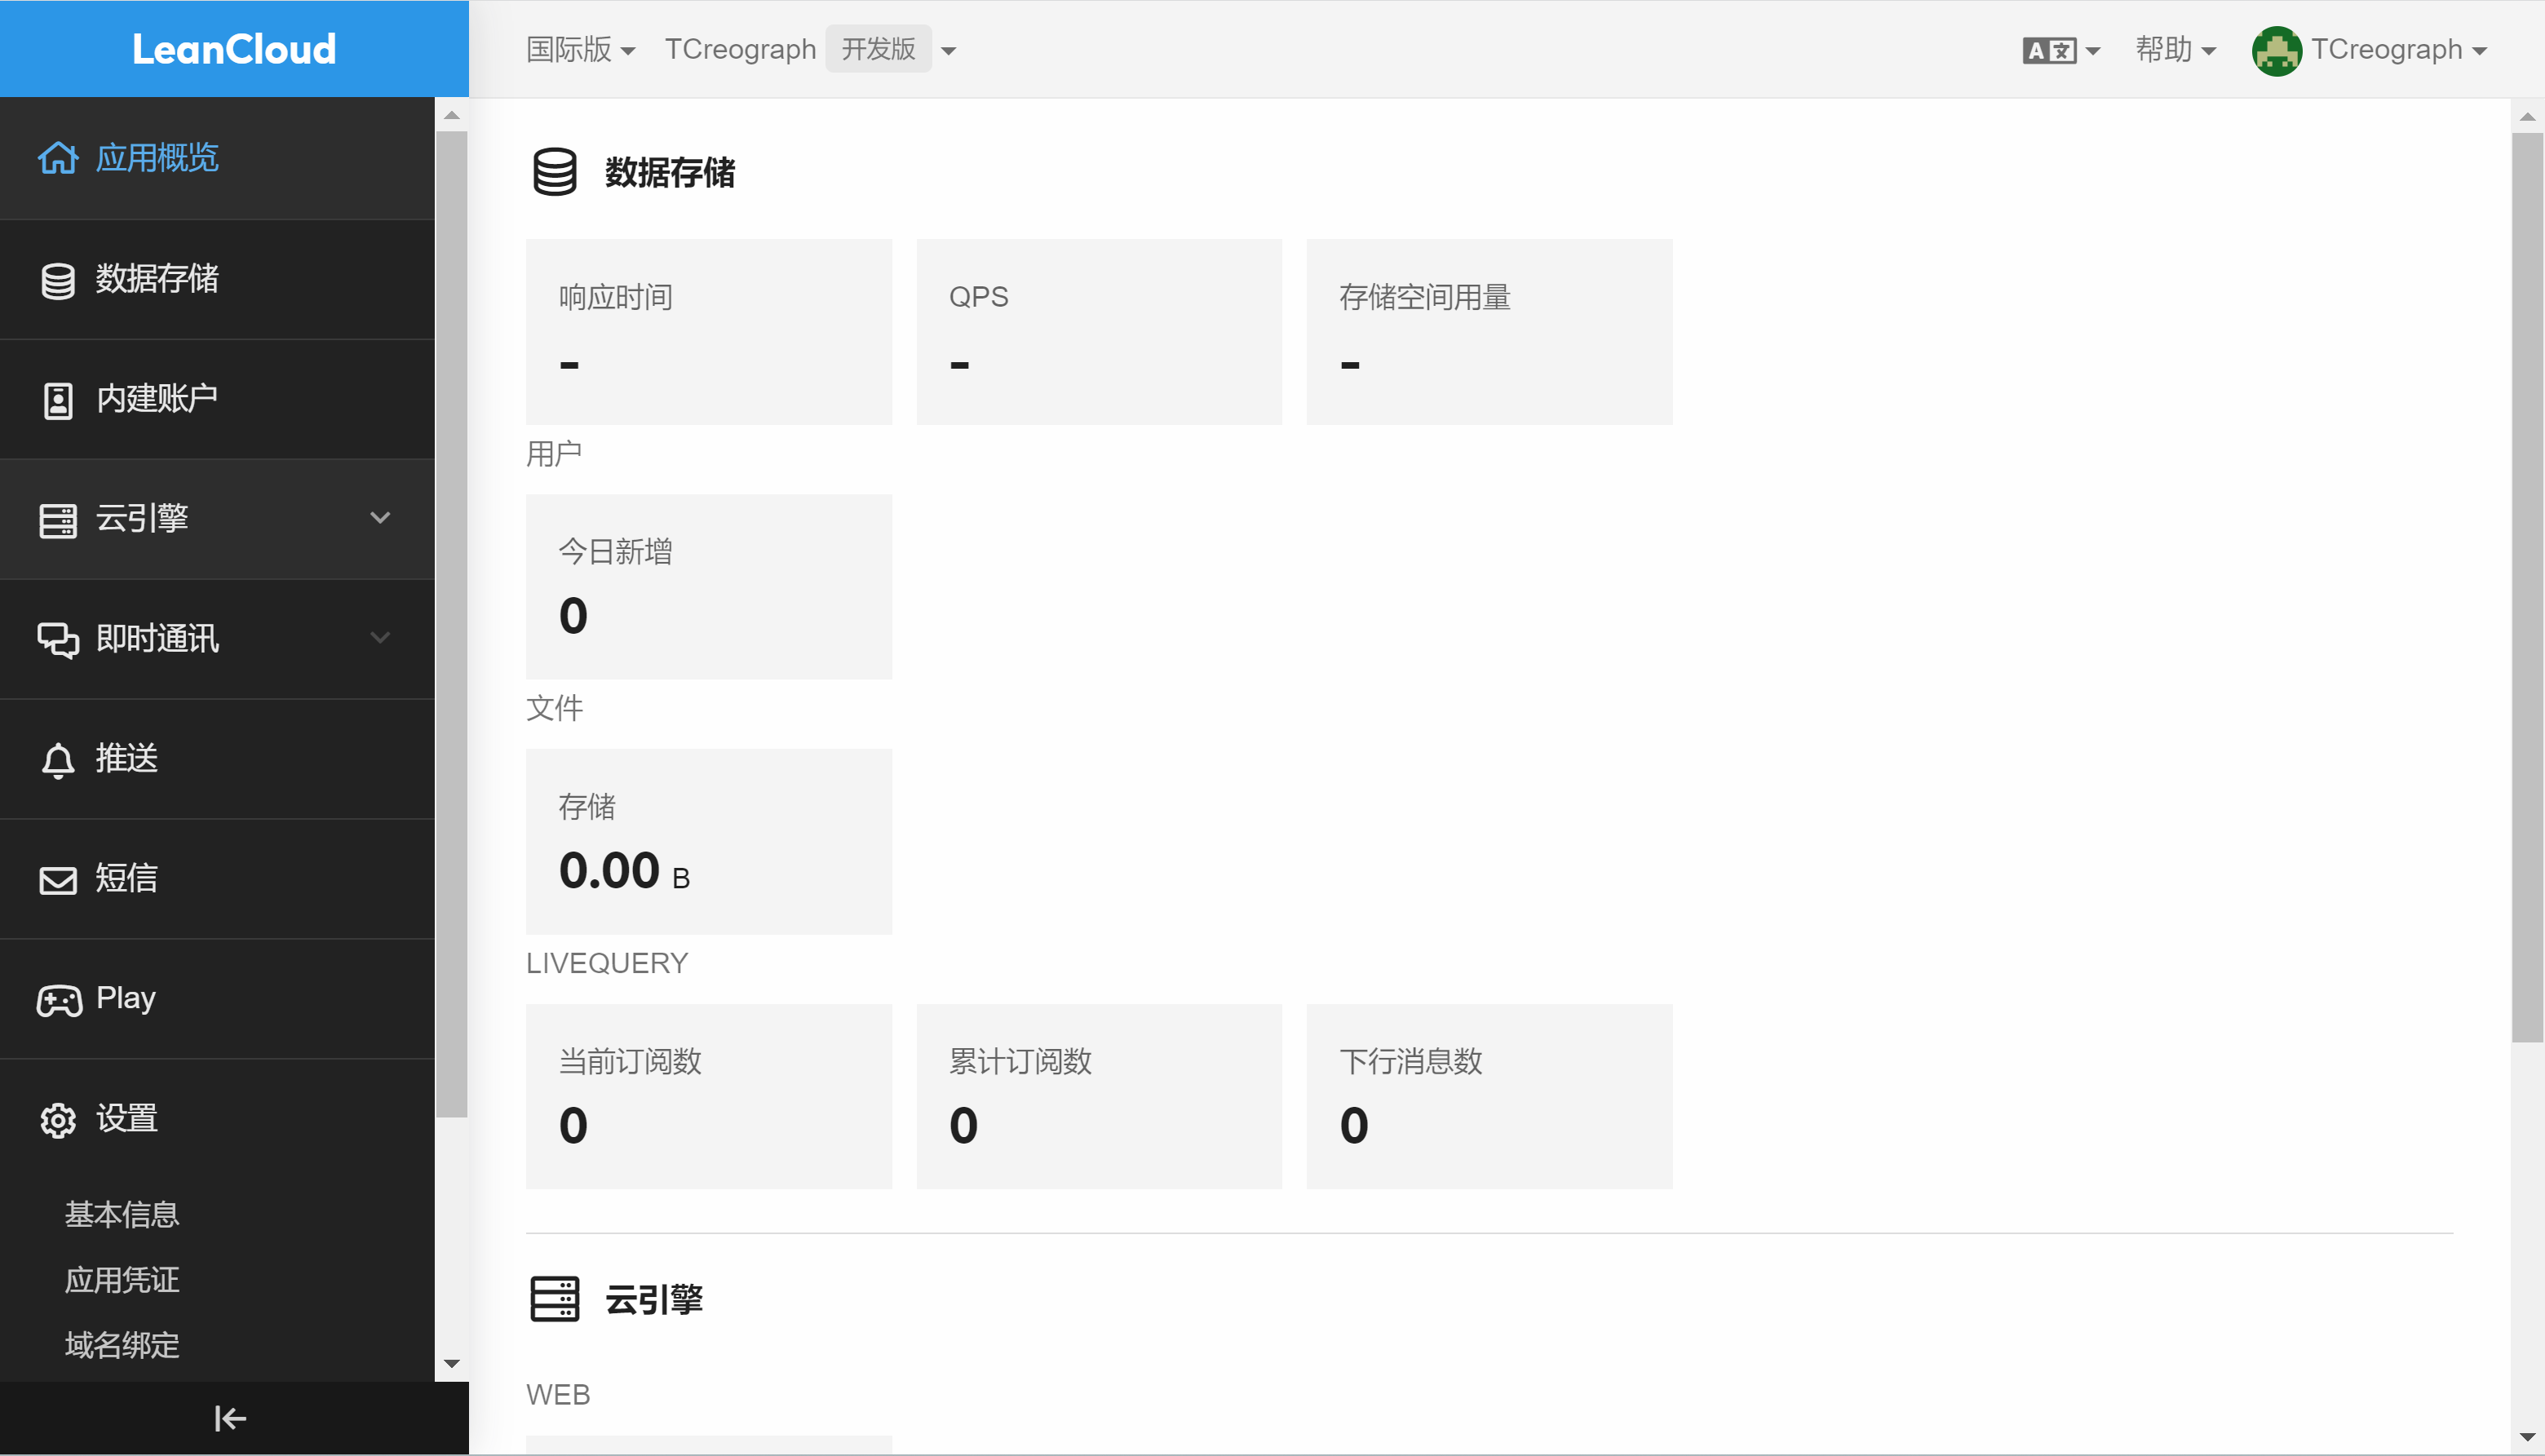 LeanCloud
国际版 TCreograph 开发版
A文 帮助 TCreograph
应用概览
数据存储
内建账户
云引擎
即时通讯
推送
短信
Play
设置
基本信息
应用凭证
域名绑定
数据存储
响应时间 QPS 存储空间用量
- - -
用户
今日新增
0
文件
存储
0.00 B
LIVEQUERY
当前订阅数 累计订阅数 下行消息数
0 0 0
云引擎
WEB